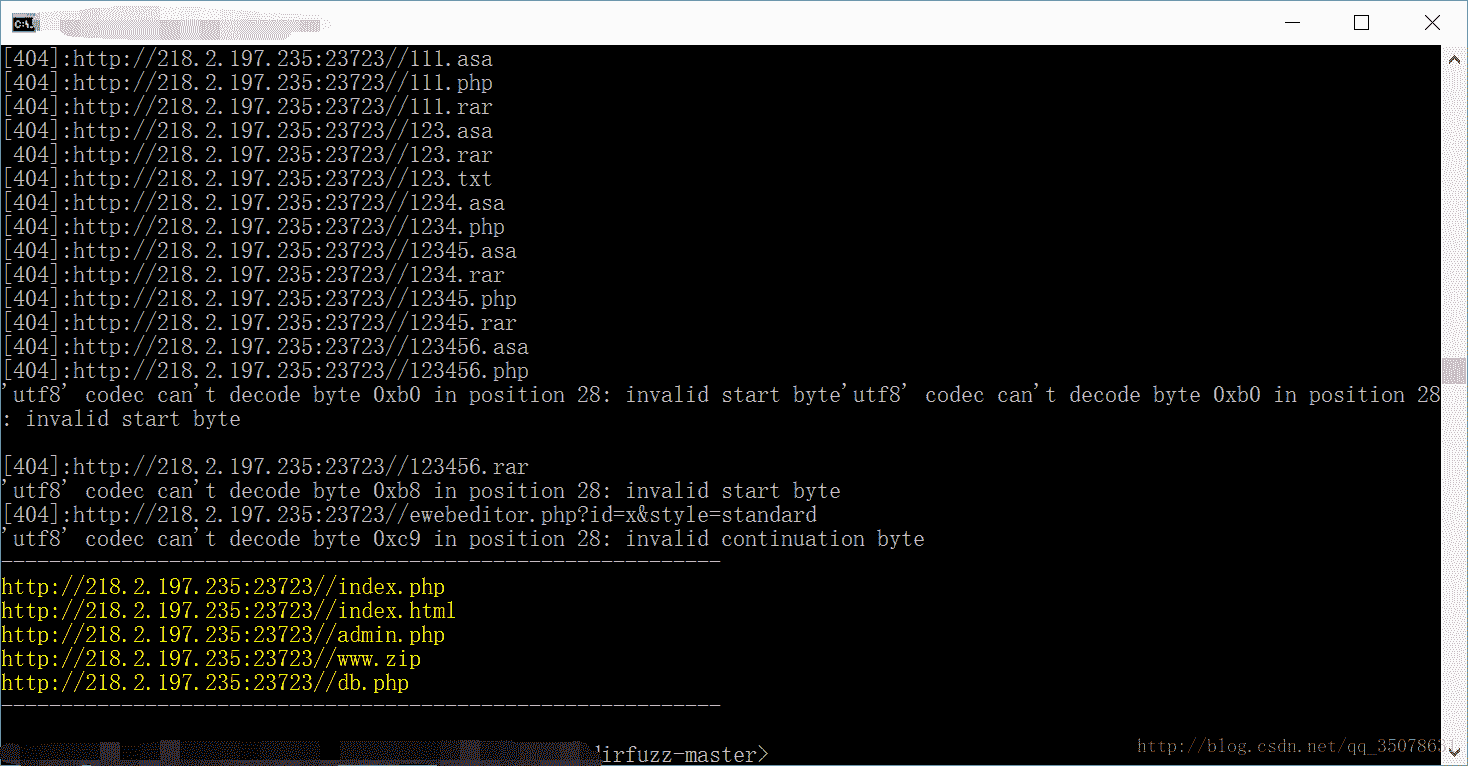 [404]:http://218.2.197.235:23723//111.asa
[404]:http://218.2.197.235:23723//111.php
[404]:http://218.2.197.235:23723//111.rar
[404]:http://218.2.197.235:23723//123.asa
404]:http://218.2.197.235:23723//123.rar
[404]:http://218.2.197.235:23723//123.txt
[404]:http://218.2.197.235:23723//1234.asa
[404]:http://218.2.197.235:23723//1234.php
[404]:http://218.2.197.235:23723//12345.asa
[404]:http://218.2.197.235:23723//1234.rar
[404]:http://218.2.197.235:23723//12345.php
[404]:http://218.2.197.235:23723//12345.rar
[404]:http://218.2.197.235:23723//123456.asa
[404]:http://218.2.197.235:23723//123456.php
'utf8' codec can't decode byte 0xb0 in position 28: invalid start byte'utf8' codec can't decode byte 0xb0 in position 28
: invalid start byte
[404]:http://218.2.197.235:23723//123456.rar
'utf8' codec can't decode byte 0xb8 in position 28: invalid start byte
[404]:http://218.2.197.235:23723//ewebeditor.php?id=x&style=standard
'utf8' codec can't decode byte 0xc9 in position 28: invalid continuation byte
------------------------------------------------------------
http://218.2.197.235:23723//index.php
http://218.2.197.235:23723//index.html
http://218.2.197.235:23723//admin.php
http://218.2.197.235:23723//www.zip
http://218.2.197.235:23723//db.php
------------------------------------------------------------
irfuzz-master>
http://blog.csdn.net/qq_3507863